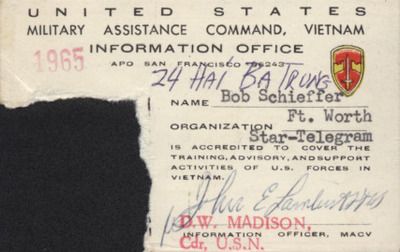 UNITED STATES
MILITARY ASSISTANCE COMMAND, VIETNAM
INFORMATION OFFICE
1965
APO SAN FRANCISCO 96243
24 HAI BA TRUNG
NAME Bob Schieffer
Ft. Worth
ORGANIZATION Star-Telegram
IS ACCREDITED TO COVER THE
TRAINING, ADVISORY, AND SUPPORT
ACTIVITIES OF U.S. FORCES IN
VIETNAM.
D.W. MADISON,
INFORMATION OFFICER, MACV
Cdr, U.S.N.